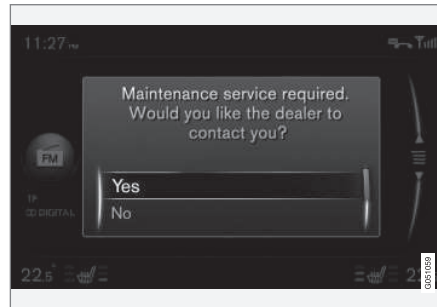 11:27
Maintenance service required.
Would you like the dealer to
contact you?
FM
Yes
No
TP
DIGITAL
22.5
G051059